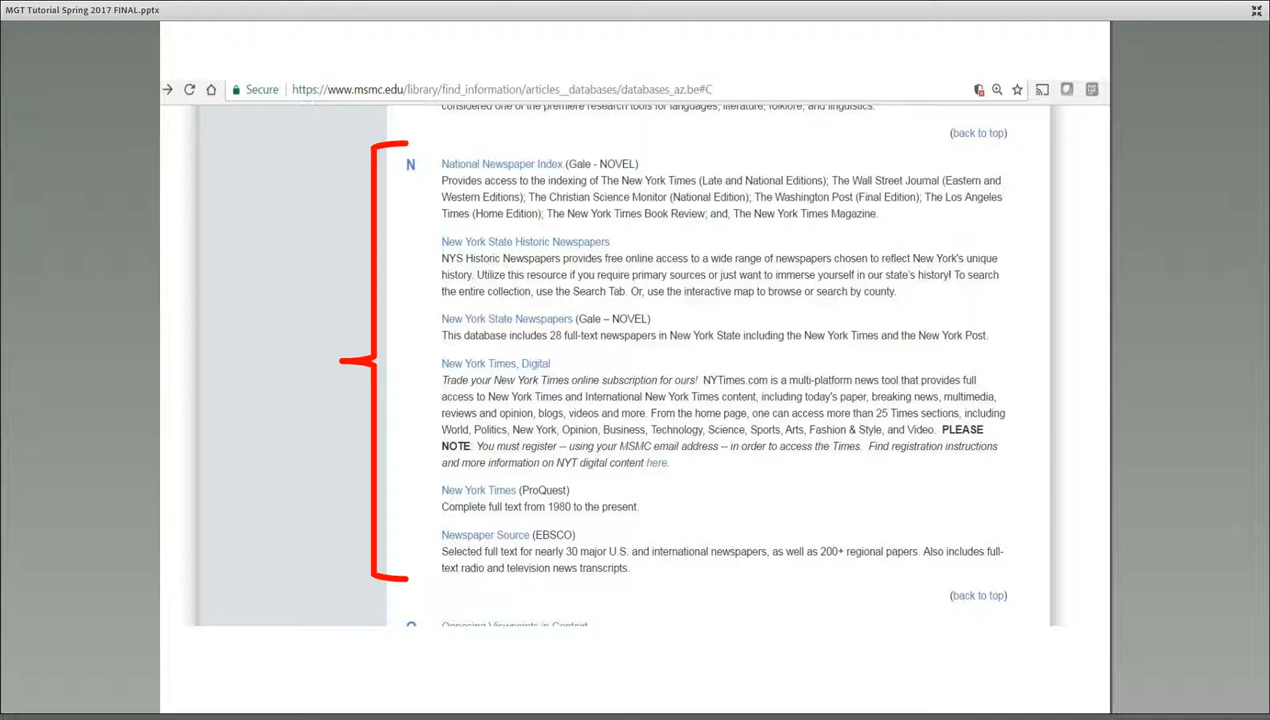 MGT Tutorial Spring 2017 FINAL.pptx
Secure https://www.msmc.edu/library/find_information/articles__databases/databases_az.be#C
considered one of the premiere research tools for languages, literature, folklore, and linguistics.
(back to top)
N National Newspaper Index (Gale - NOVEL)
Provides access to the indexing of The New York Times (Late and National Editions); The Wall Street Journal (Eastern and
Western Editions); The Christian Science Monitor (National Edition); The Washington Post (Final Edition); The Los Angeles
Times (Home Edition); The New York Times Book Review; and, The New York Times Magazine.
New York State Historic Newspapers
NYS Historic Newspapers provides free online access to a wide range of newspapers chosen to reflect New York's unique
history. Utilize this resource if you require primary sources or just want to immerse yourself in our state's history! To search
the entire collection, use the Search Tab. Or, use the interactive map to browse or search by county.
New York State Newspapers (Gale – NOVEL)
This database includes 28 full-text newspapers in New York State including the New York Times and the New York Post.
New York Times, Digital
Trade your New York Times online subscription for ours! NYTimes.com is a multi-platform news tool that provides full
access to New York Times and International New York Times content, including today's paper, breaking news, multimedia,
reviews and opinion, blogs, videos and more. From the home page, one can access more than 25 Times sections, including
World, Politics, New York, Opinion, Business, Technology, Science, Sports, Arts, Fashion & Style, and Video. PLEASE
NOTE: You must register -- using your MSMC email address -- in order to access the Times. Find registration instructions
and more information on NYT digital content here.
New York Times (ProQuest)
Complete full text from 1980 to the present.
Newspaper Source (EBSCO)
Selected full text for nearly 30 major U.S. and international newspapers, as well as 200+ regional papers. Also includes full-
text radio and television news transcripts.
(back to top)
Opposing Viewpoints in Context